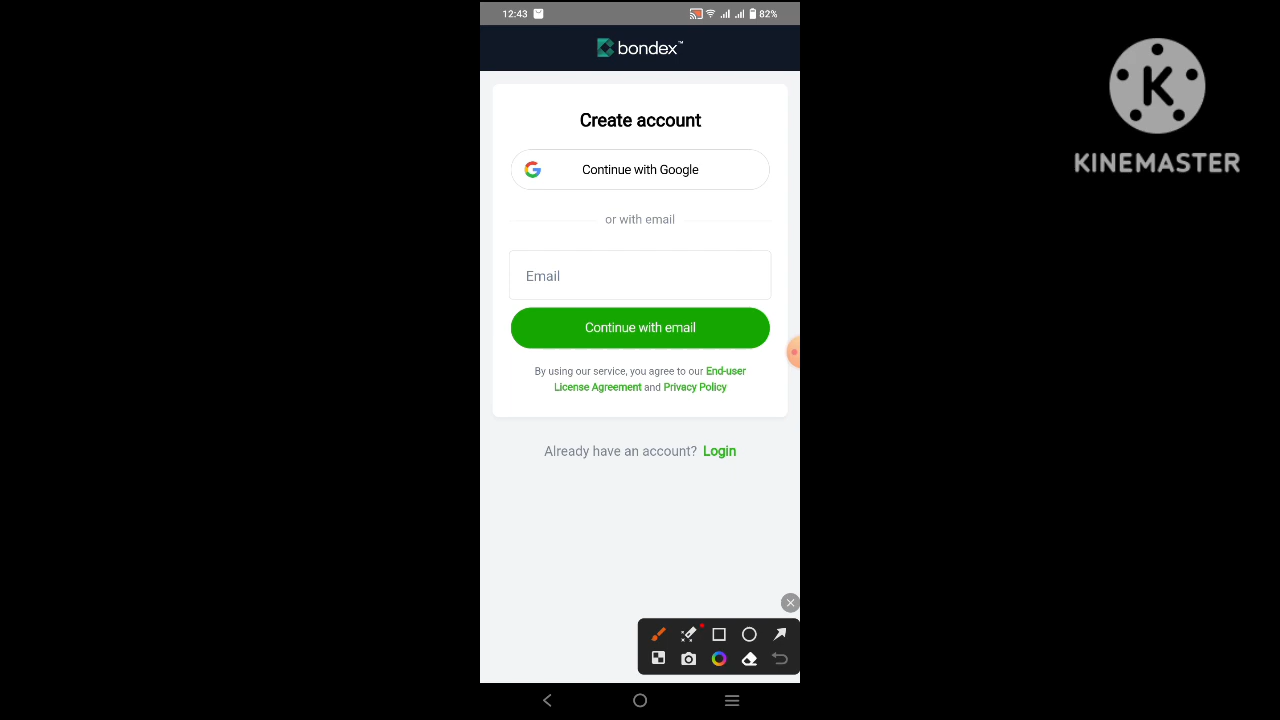 12:43
82%
bondex™
KINEMASTER
Create account
Continue with Google
or with email
Email
Continue with email
By using our service, you agree to our End-user
License Agreement and Privacy Policy
Already have an account? Login